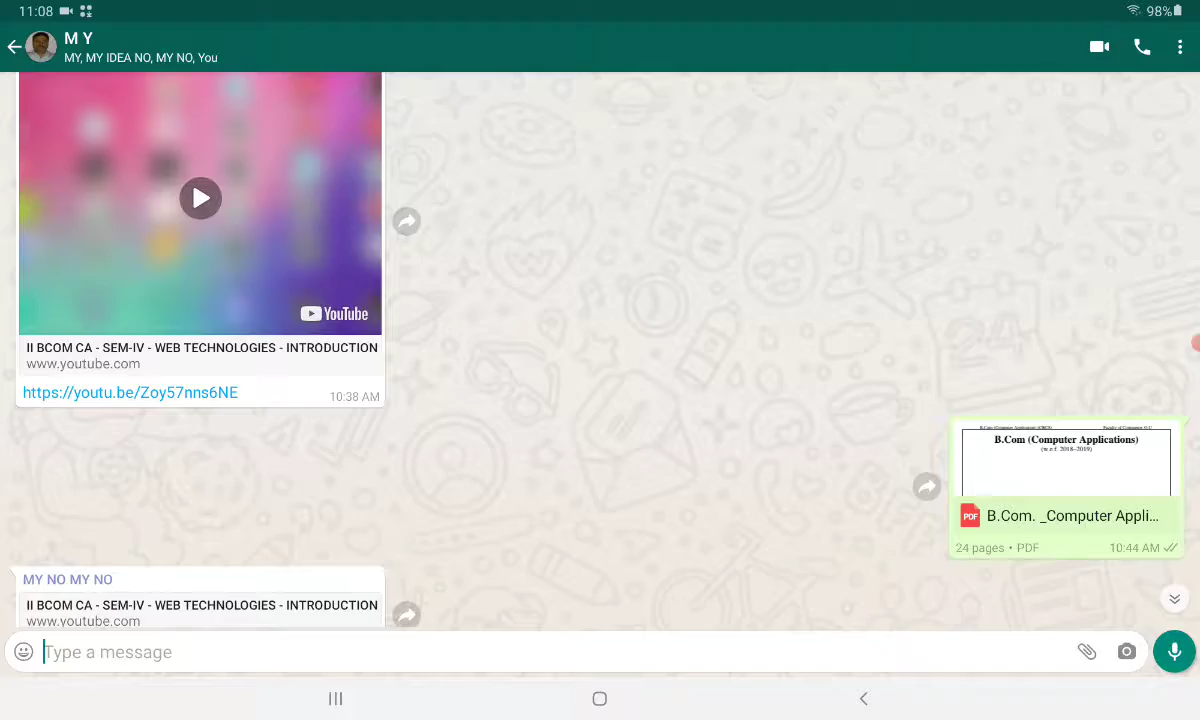 11:08
98%
M Y
MY, MY IDEA NO, MY NO, You
YouTube
II BCOM CA - SEM-IV - WEB TECHNOLOGIES - INTRODUCTION
www.youtube.com
https://youtu.be/Zoy57nns6NE
10:38 AM
B.Com (Computer Applications)
(w.e.f. 2018-2019)
PDF
B.Com. _Computer Appli...
24 pages • PDF
10:44 AM
MY NO MY NO
II BCOM CA - SEM-IV - WEB TECHNOLOGIES - INTRODUCTION
www.youtube.com
Type a message